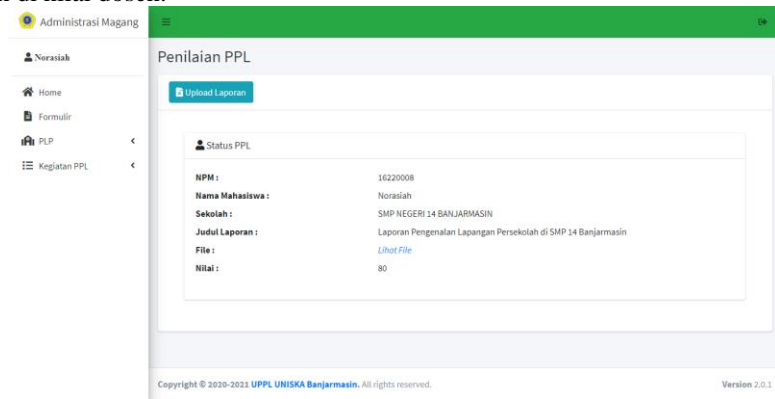 Administrasi Magang
Norasiah
Home
Formulir
PLP
Kegiatan PPL
Penilaian PPL
Upload Laporan
Status PPL
NPM : 16220008
Nama Mahasiswa : Norasiah
Sekolah : SMP NEGERI 14 BANJARMASIN
Judul Laporan : Laporan Pengenalan Lapangan Persekolah di SMP 14 Banjarmasin
File : Lihat File
Nilai : 80
Copyright © 2020-2021 UPPL UNISKA Banjarmasin. All rights reserved.
Version 2.0.1